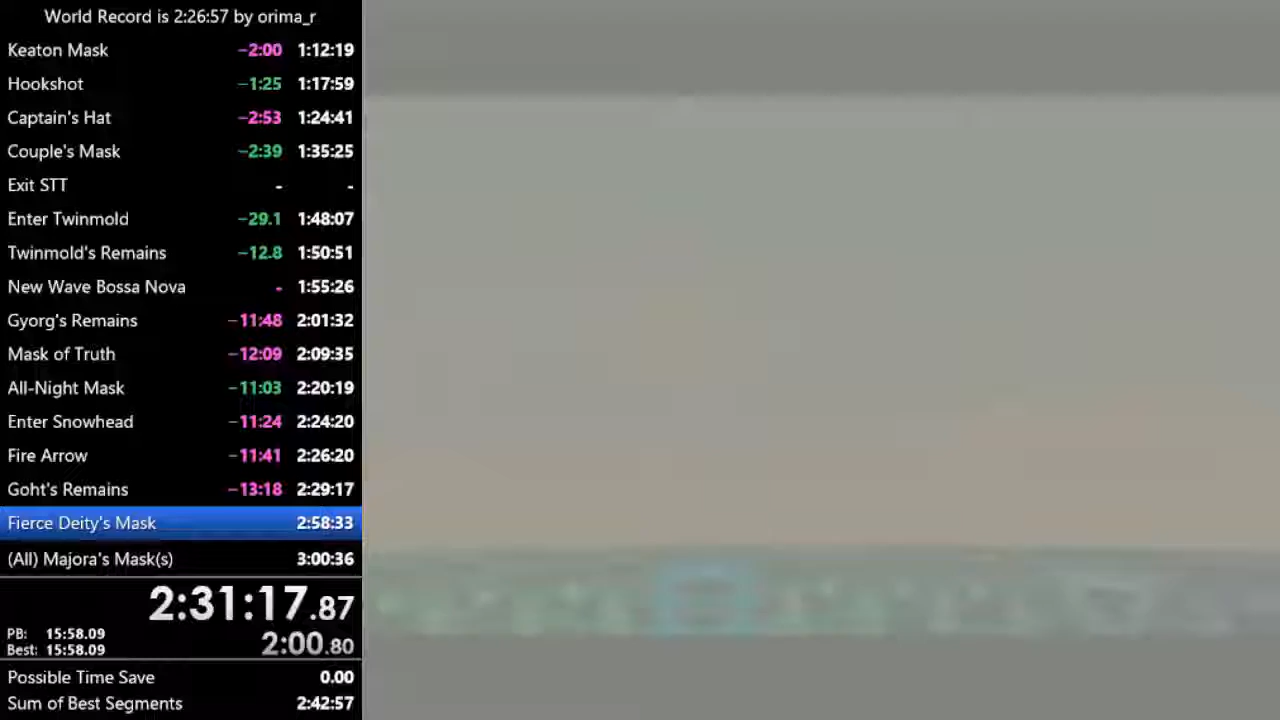 World Record is 2:26:57 by orima_r
Keaton Mask −2:00 1:12:19
Hookshot −1:25 1:17:59
Captain's Hat −2:53 1:24:41
Couple's Mask −2:39 1:35:25
Exit STT - -
Enter Twinmold −29.1 1:48:07
Twinmold's Remains −12.8 1:50:51
New Wave Bossa Nova - 1:55:26
Gyorg's Remains −11:48 2:01:32
Mask of Truth −12:09 2:09:35
All-Night Mask −11:03 2:20:19
Enter Snowhead −11:24 2:24:20
Fire Arrow −11:41 2:26:20
Goht's Remains −13:18 2:29:17
Fierce Deity's Mask 2:58:33
(All) Majora's Mask(s) 3:00:36
2:31:17.87
PB: 15:58.09
Best: 15:58.09
2:00.80
Possible Time Save 0.00
Sum of Best Segments 2:42:57